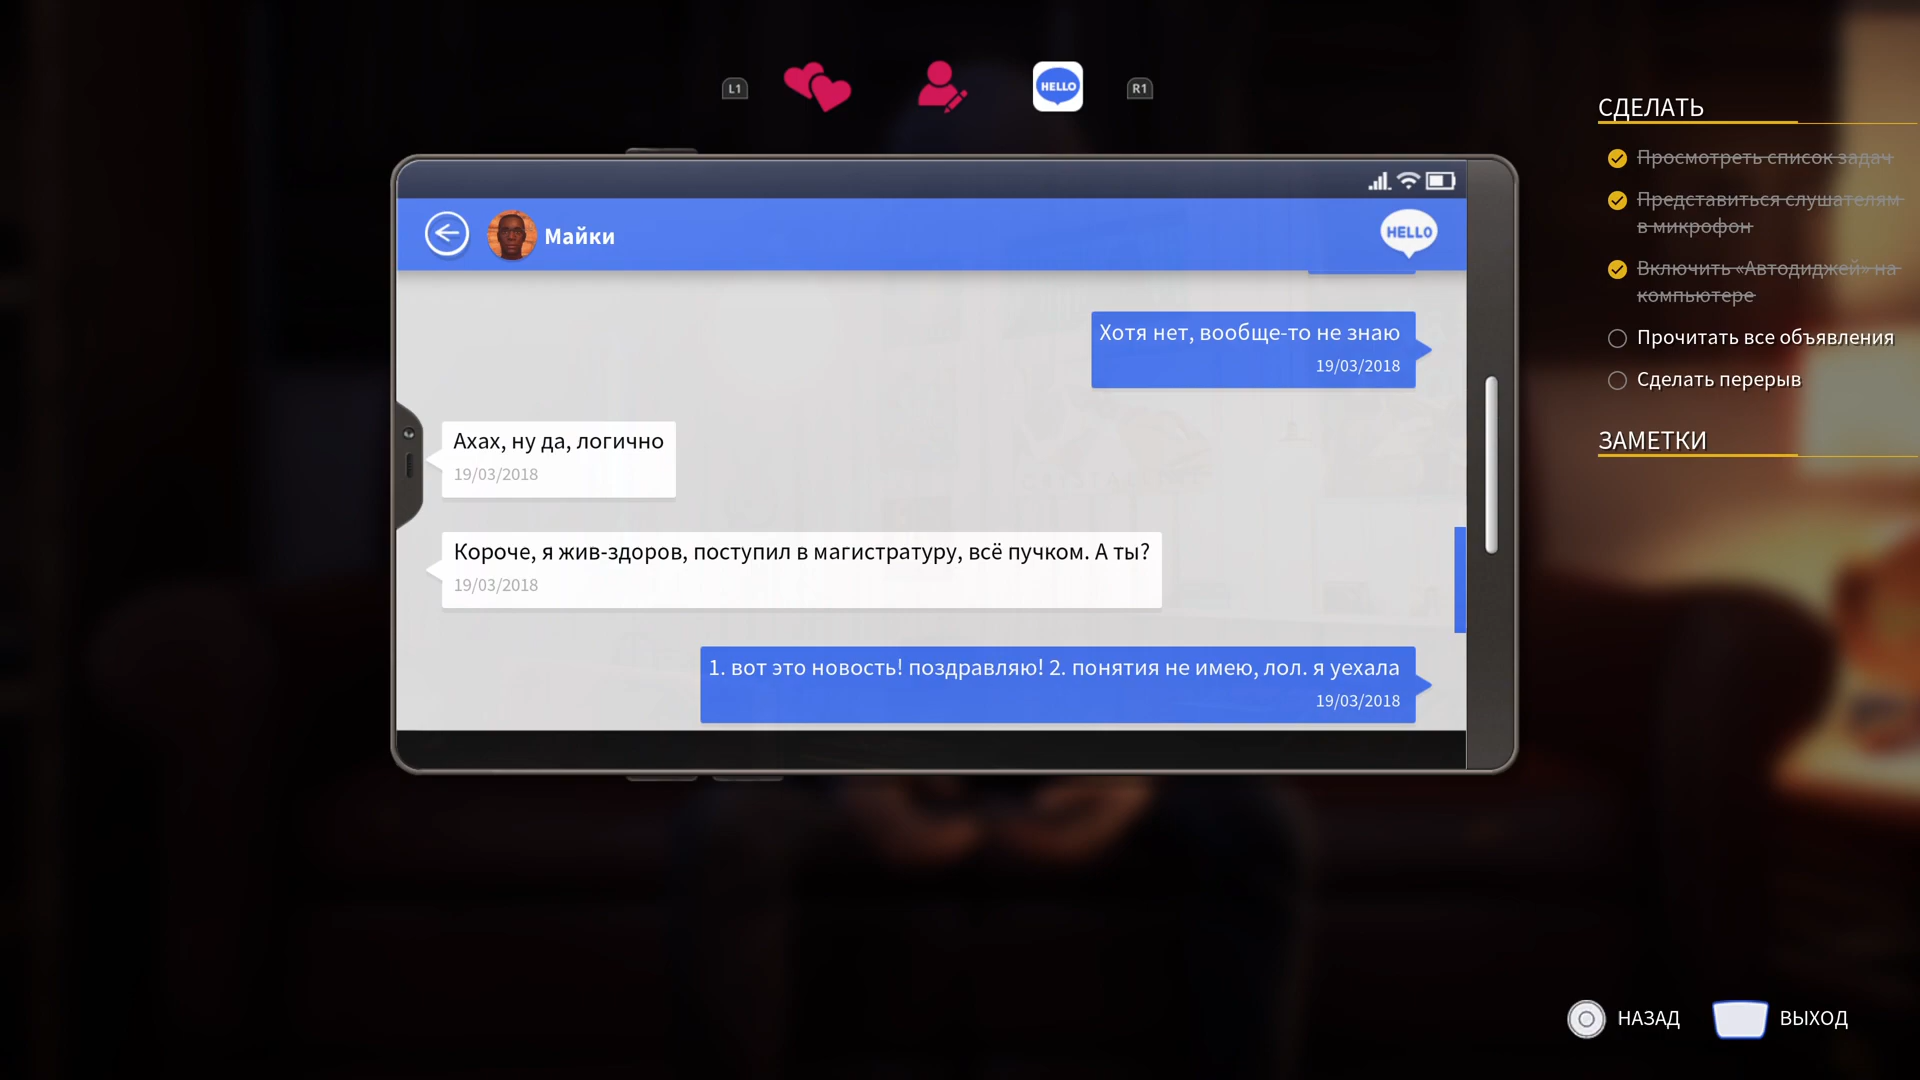 L1
HELLO
R1
Майки
HELLO
Хотя нет, вообще-то не знаю
19/03/2018
Ахах, ну да, логично
19/03/2018
Короче, я жив-здоров, поступил в магистратуру, всё пучком. А ты?
19/03/2018
1. вот это новость! поздравляю! 2. понятия не имею, лол. я уехала
19/03/2018
СДЕЛАТЬ
Просмотреть список задач
Представиться слушателям
в микрофон
Включить «Автодиджей» на
компьютере
Прочитать все объявления
Сделать перерыв
ЗАМЕТКИ
НАЗАД
ВЫХОД